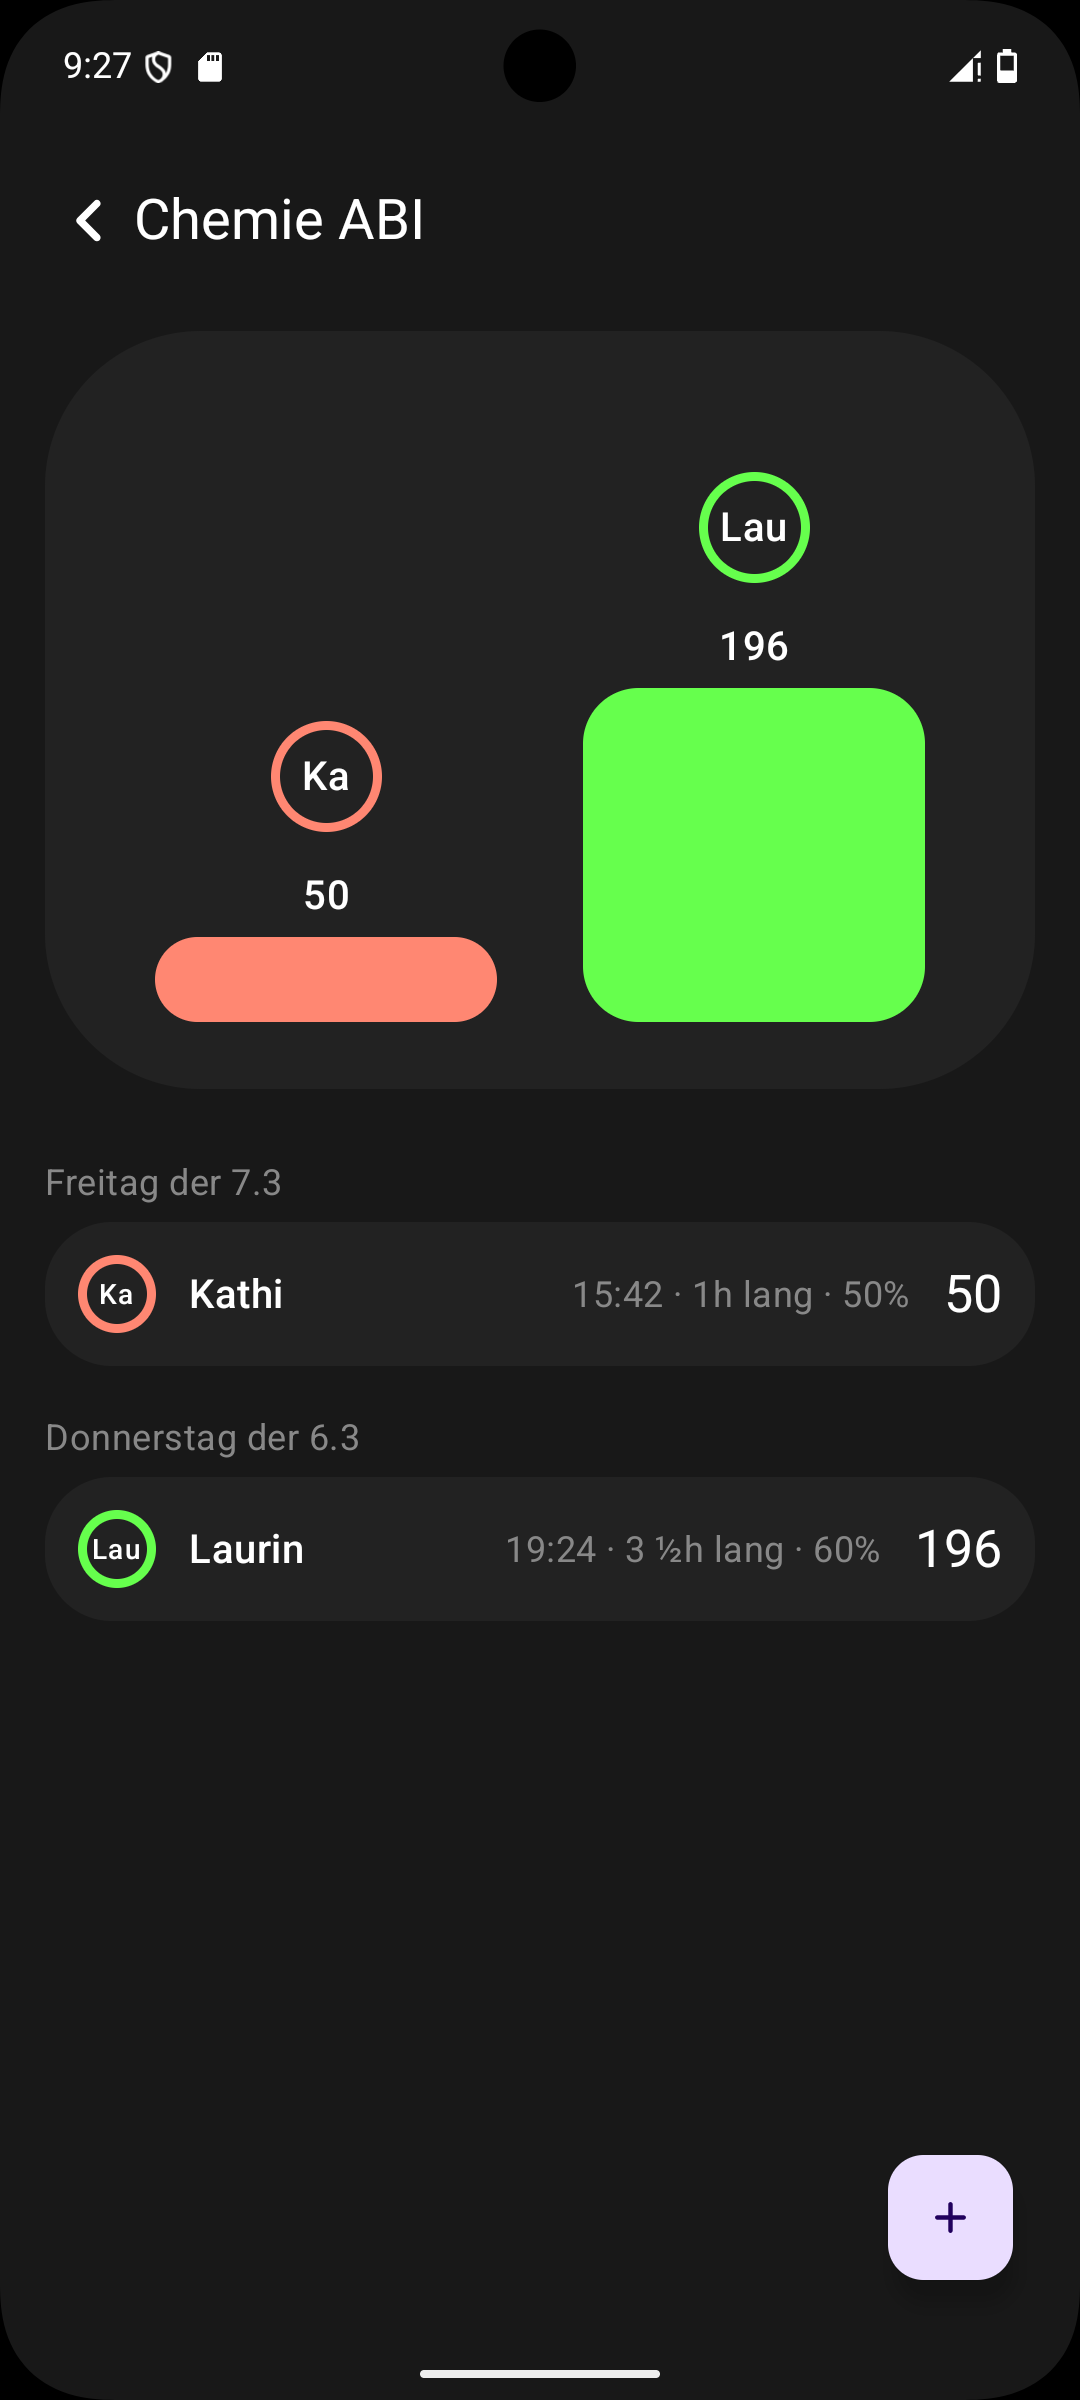 9:27
Chemie ABI
Lau
196
Ka
50
Freitag der 7.3
Ka Kathi 15:42 · 1h lang · 50% 50
Donnerstag der 6.3
Lau Laurin 19:24 · 3 ½h lang · 60% 196